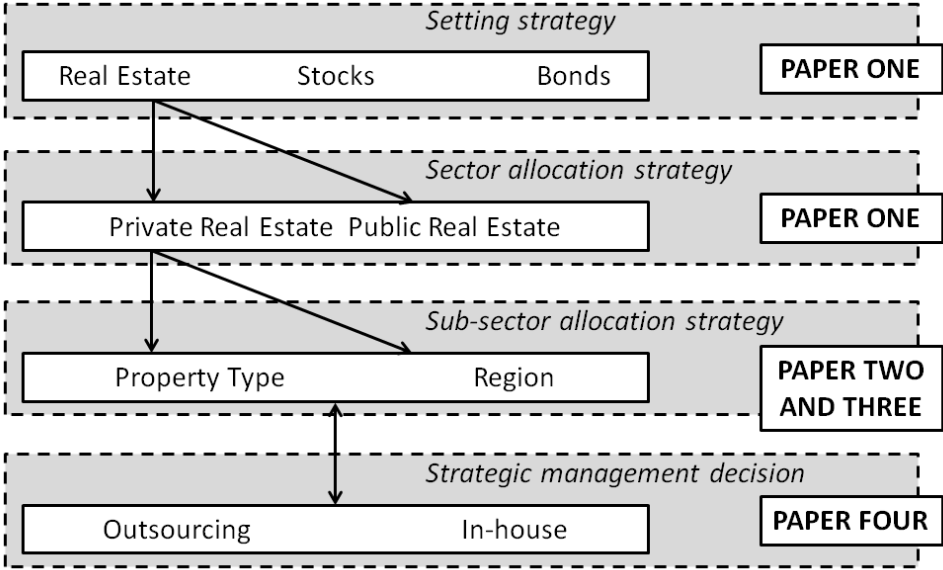 Setting strategy
Real Estate Stocks Bonds
PAPER ONE
Sector allocation strategy
Private Real Estate Public Real Estate
PAPER ONE
Sub-sector allocation strategy
Property Type Region
PAPER TWO
AND THREE
Strategic management decision
Outsourcing In-house
PAPER FOUR